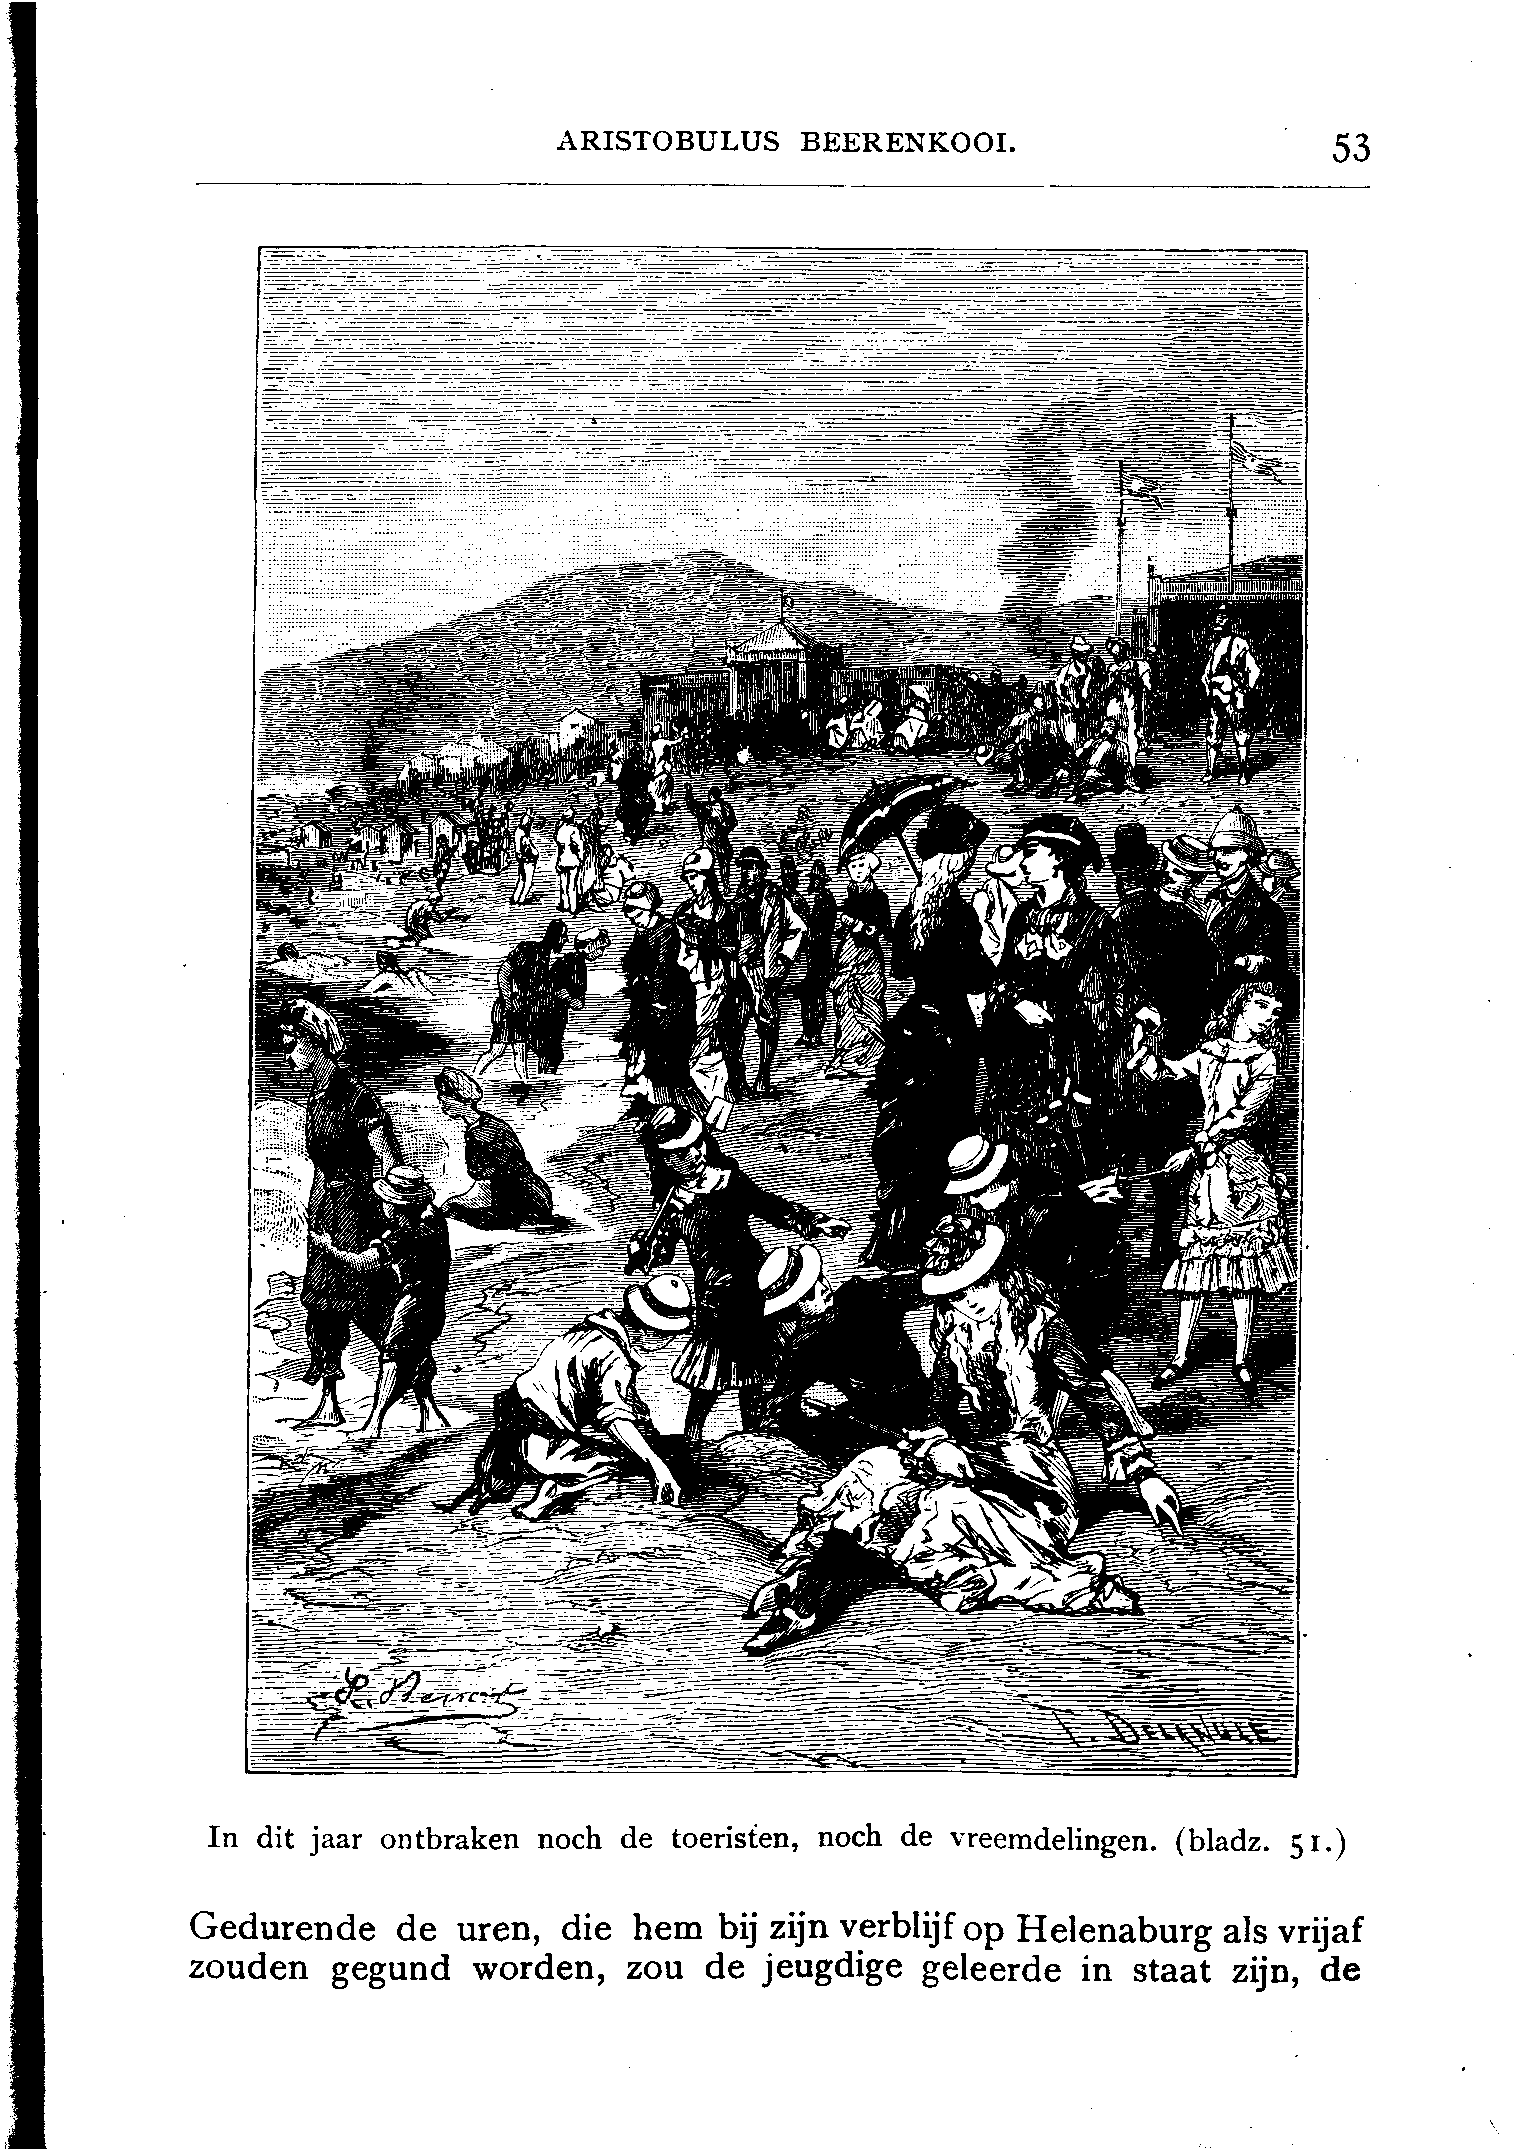 ARISTOBULUS BEERENKOOI. 53
L. Benett
In dit jaar ontbraken noch de toeristen, noch de vreemdelingen. (bladz. 51.)
Gedurende de uren, die hem bij zijn verblijf op Helenaburg als vrijaf
zouden gegund worden, zou de jeugdige geleerde in staat zijn, de